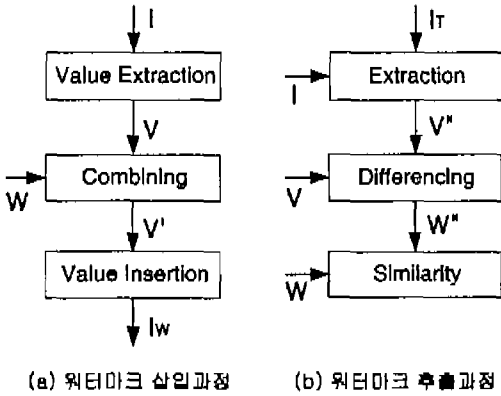 I
Value Extraction
V
W
Combining
V'
Value Insertion
Iw
(a) 워터마크 삽입과정
IT
I
Extraction
V"
V
Differencing
W"
W
Similarity
(b) 워터마크 추출과정